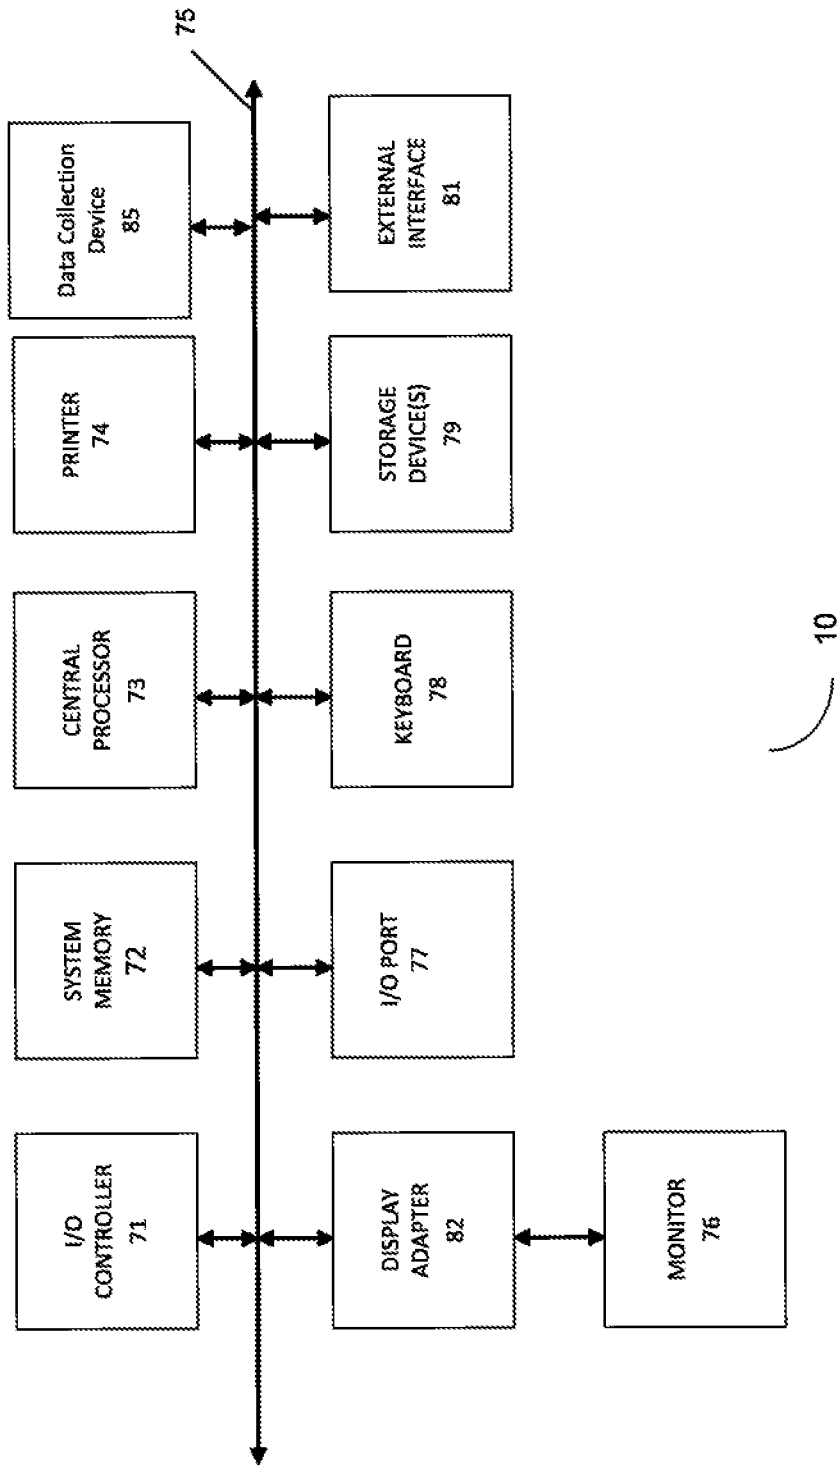 I/O
CONTROLLER
71
SYSTEM
MEMORY
72
CENTRAL
PROCESSOR
73
PRINTER
74
Data Collection
Device
85
75
DISPLAY
ADAPTER
82
I/O PORT
77
KEYBOARD
78
STORAGE
DEVICE(S)
79
EXTERNAL
INTERFACE
81
MONITOR
76
10